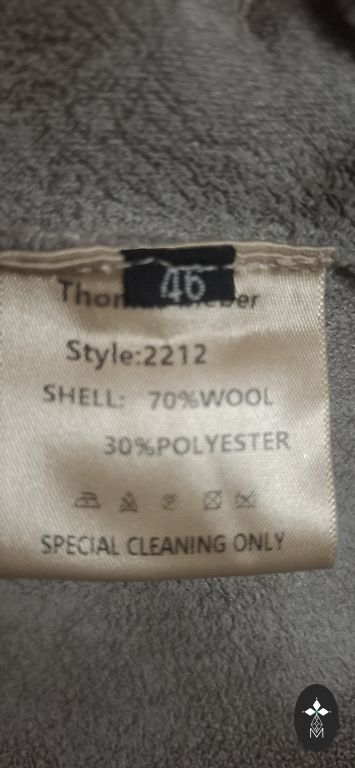 46
Style:2212
SHELL: 70%WOOL
30%POLYESTER
SPECIAL CLEANING ONLY
M